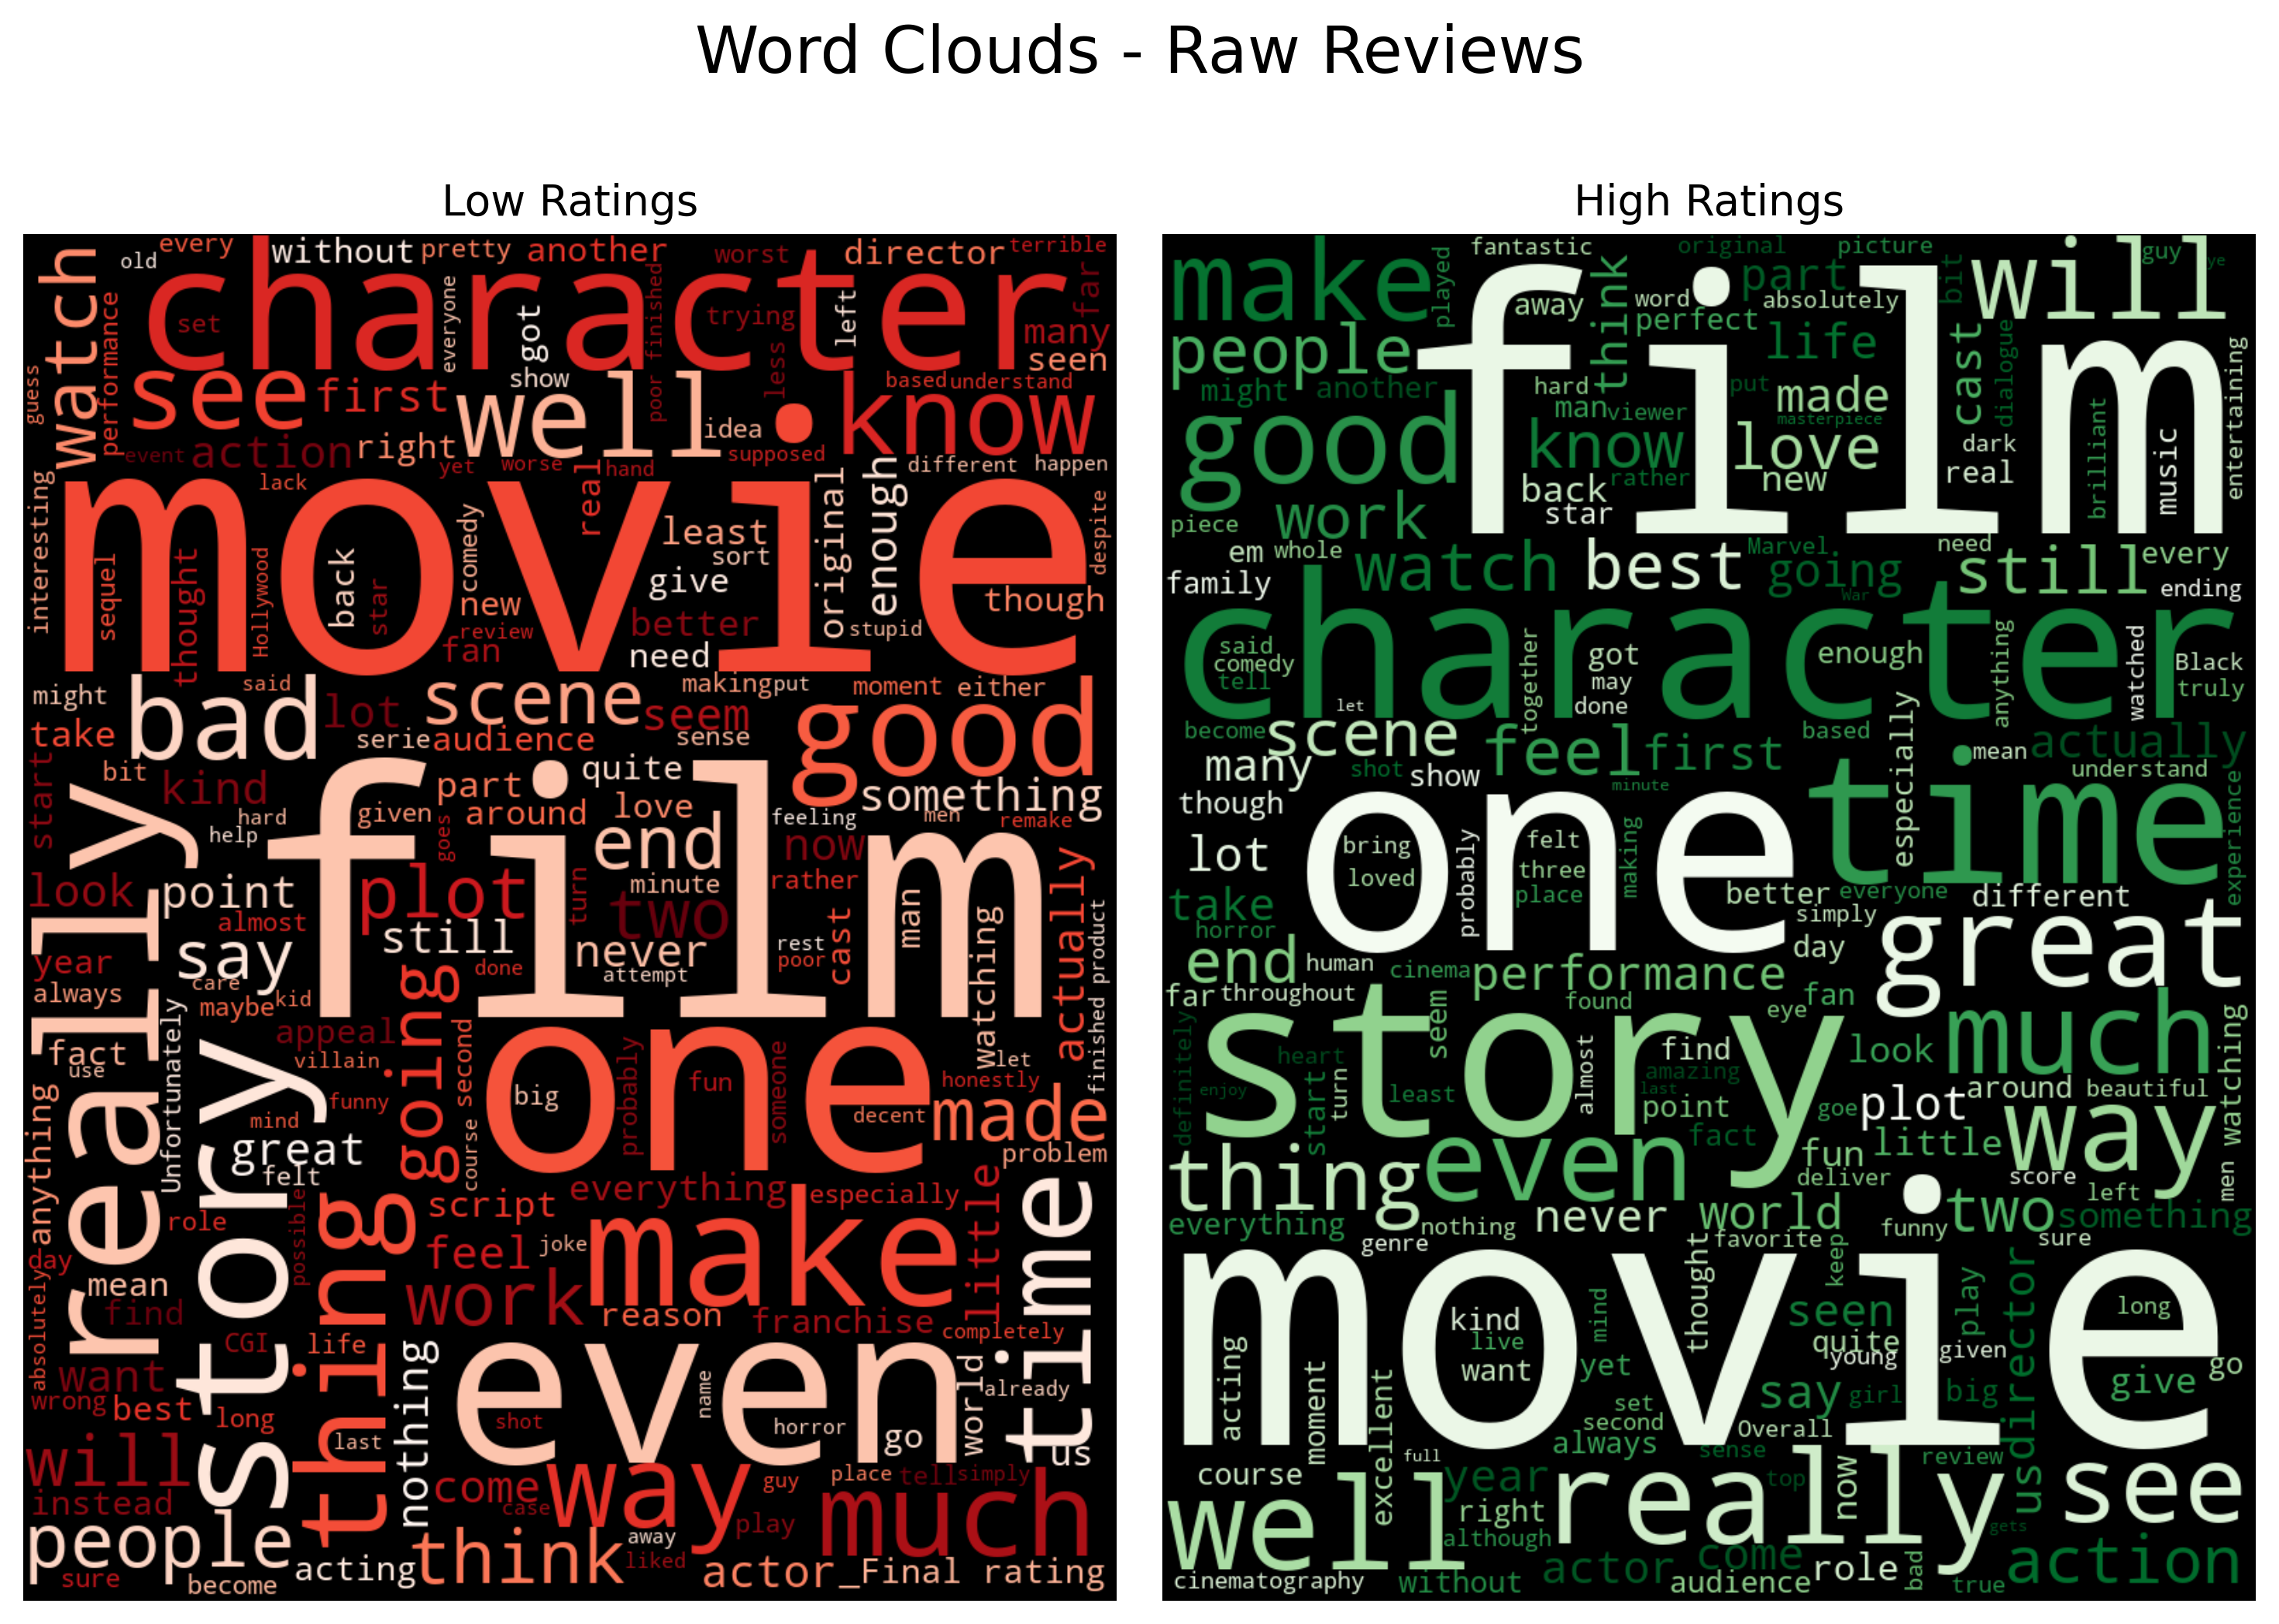 Word Clouds - Raw Reviews
Low Ratings
old
every
without
pretty
another
worst
director
terrible
watch
character
set
everyone
got
trying
left
far
many
seen
performance
poor finished
less
guess
see
first
show
well
based
understand
know
idea
supposed
action
right
event
yet
worse
real
hand
different
happen
interesting
lack
movie
original
enough
despite
least
sort
give
comedy
new
review
fan
sequel
thought
Hollywood
back
star
better
need
stupid
though
might
said
making
put
moment
either
take
bad
lot
scene
seem
good
serie
audience
sense
start
bit
kind
part
quite
something
hard
help
given
around
love
feeling
men
remake
goes
film
end
now
look
point
plot
turn
minute
two
rather
almost
say
still
never
rest
poor
cast
man
watching
actually
finished product
year
always
care
maybe
kid
done
attempt
really
Unfortunately
story
appeal
villain
going
second
one
probably
fun
someone
let
honestly
fact
use
big
decent
made
anything
mind
funny
great
felt
course
problem
role
possible
thing
script
everything
especially
little
time
day
feel
joke
make
absolutely
mean
find
work
reason
franchise
completely
CGI
life
want
nothing
even
name
world
already
wrong
best
long
shot
horror
last
go
us
will
come
way
guy
place
tell
simply
instead
case
much
people
acting
think
away
play
liked
sure
become
actor
_Final rating
High Ratings
fantastic
original
picture
guy
ye
make
played
away
think
word
part
absolutely
bit
will
people
film
perfect
life
cast
dialogue
might
another
hard
put
made
entertaining
good
man
viewer
masterpiece
know
love
dark
brilliant
music
back
rather
new
real
star
piece
work
em
whole
watch
best
Marvel
going
need
still
every
family
War
ending
character
said
comedy
tell
together
got
may
done
enough
anything
watched
Black
truly
let
become
scene
feel
first
based
especially
mean
actually
many
shot
show
minute
understand
though
one
time
experience
lot
bring
loved
probably
felt
three
place
making
better
everyone
different
take
horror
simply
day
great
end
human
cinema
performance
far
throughout
found
eye
fan
definitely
story
seem
much
heart
start
turn
almost
find
amazing
last
look
enjoy
least
point
goe
plot
around
beautiful
watching
fact
thing
even
fun
little
way
deliver
score
left
men
everything
nothing
never
world
funny
two
something
genre
favorite
sure
movie
thought
keep
kind
live
want
mind
yet
seen
quite
young
play
given
director
long
give
go
acting
moment
excellent
set
second
always
say
girl
big
Overall
sense
review
course
full
year
top
now
us
see
well
right
really
although
gets
action
cinematography
without
actor
come
audience
role
bad
true